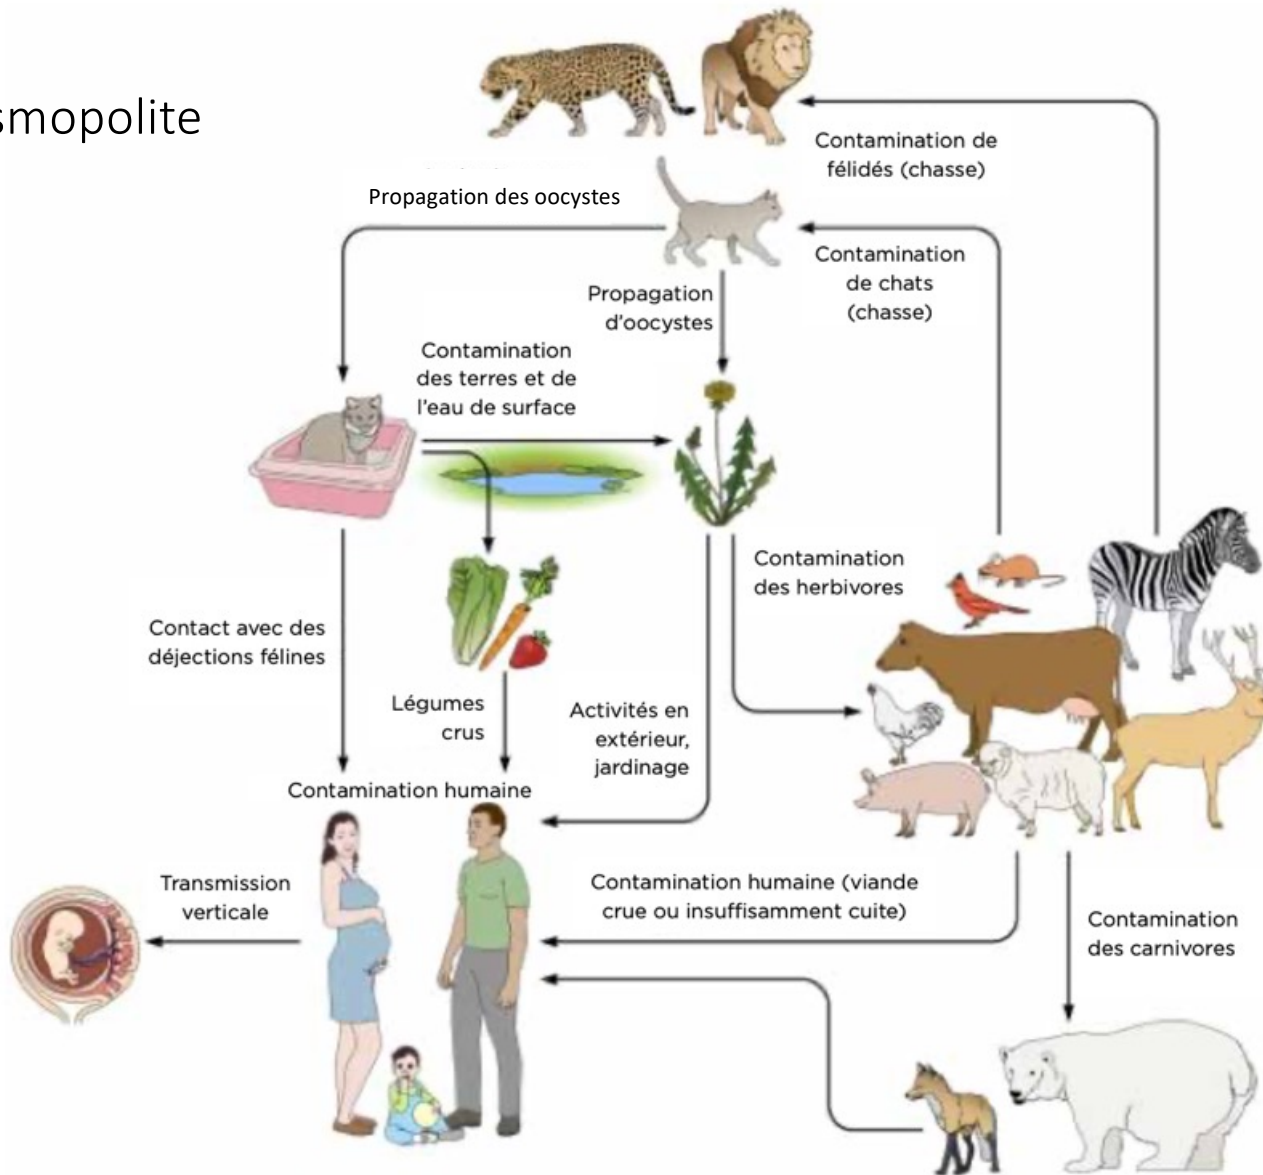 smopolite
Contamination de
félidés (chasse)
Propagation des oocystes
Contamination
de chats
(chasse)
Propagation
d'oocystes
Contamination
des terres et de
l'eau de surface
Contamination
des herbivores
Contact avec des
déjections félines
Légumes
crus
Activités en
extérieur,
jardinage
Contamination humaine
Transmission
verticale
Contamination humaine (viande
crue ou insuffisamment cuite)
Contamination
des carnivores